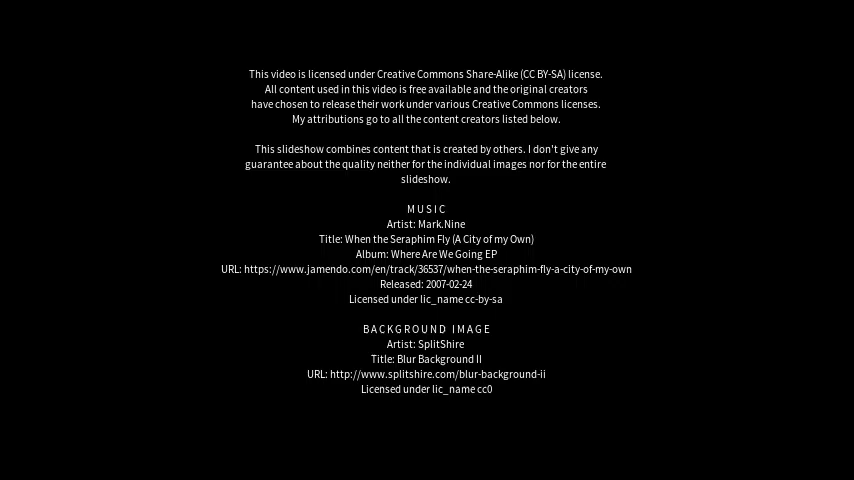 This video is licensed under Creative Commons Share-Alike (CC BY-SA) license.
All content used in this video is free available and the original creators
have chosen to release their work under various Creative Commons licenses.
My attributions go to all the content creators listed below.
This slideshow combines content that is created by others. I don't give any
guarantee about the quality neither for the individual images nor for the entire
slideshow.
MUSIC
Artist: Mark.Nine
Title: When the Seraphim Fly (A City of my Own)
Album: Where Are We Going EP
URL: https://www.jamendo.com/en/track/36537/when-the-seraphim-fly-a-city-of-my-own
Released: 2007-02-24
Licensed under lic_name cc-by-sa
BACKGROUND IMAGE
Artist: SplitShire
Title: Blur Background II
URL: http://www.splitshire.com/blur-background-ii
Licensed under lic_name cc0